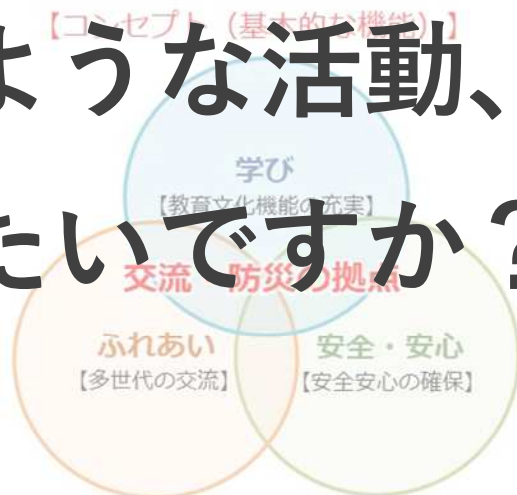 【コンセプト（基本的な機能）】
ような活動、
学び
【教育文化機能の充実】
たいですか？
交流・防災の拠点
ふれあい
【多世代の交流】
安全・安心
【安全安心の確保】